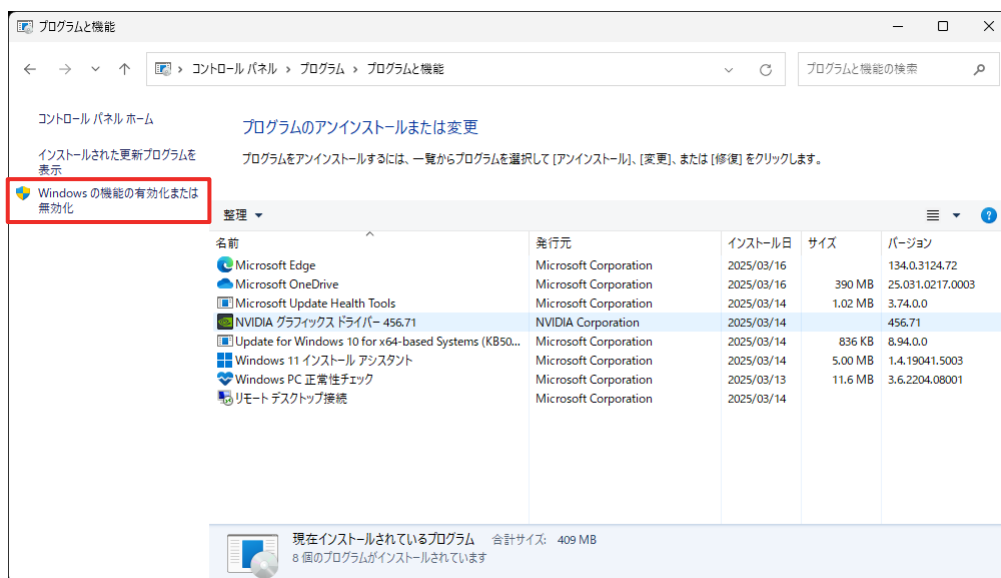 プログラムと機能
コントロール パネル › プログラム › プログラムと機能
プログラムと機能の検索
コントロール パネル ホーム
インストールされた更新プログラムを
表示
Windows の機能の有効化または
無効化
プログラムのアンインストールまたは変更
プログラムをアンインストールするには、一覧からプログラムを選択して [アンインストール]、[変更]、または [修復] をクリックします。
整理
名前 発行元 インストール日 サイズ バージョン
Microsoft Edge Microsoft Corporation 2025/03/16 134.0.3124.72
Microsoft OneDrive Microsoft Corporation 2025/03/16 390 MB 25.031.0217.0003
Microsoft Update Health Tools Microsoft Corporation 2025/03/14 1.02 MB 3.74.0.0
NVIDIA グラフィックス ドライバー 456.71 NVIDIA Corporation 2025/03/14 456.71
Update for Windows 10 for x64-based Systems (KB50... Microsoft Corporation 2025/03/14 836 KB 8.94.0.0
Windows 11 インストール アシスタント Microsoft Corporation 2025/03/14 5.00 MB 1.4.19041.5003
Windows PC 正常性チェック Microsoft Corporation 2025/03/13 11.6 MB 3.6.2204.08001
リモート デスクトップ接続 Microsoft Corporation 2025/03/14
現在インストールされているプログラム 合計サイズ: 409 MB
8 個のプログラムがインストールされています